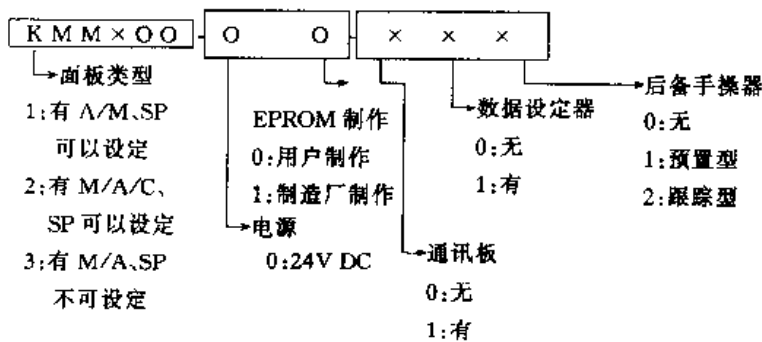 KMM×OO-O O-× × ×
面板类型
1:有 A/M、SP
可以设定
2:有 M/A/C、
SP 可以设定
3:有 M/A、SP
不可设定
EPROM 制作
0:用户制作
1:制造厂制作
电源
0:24V DC
通讯板
0:无
1:有
数据设定器
0:无
1:有
后备手操器
0:无
1:预置型
2:跟踪型